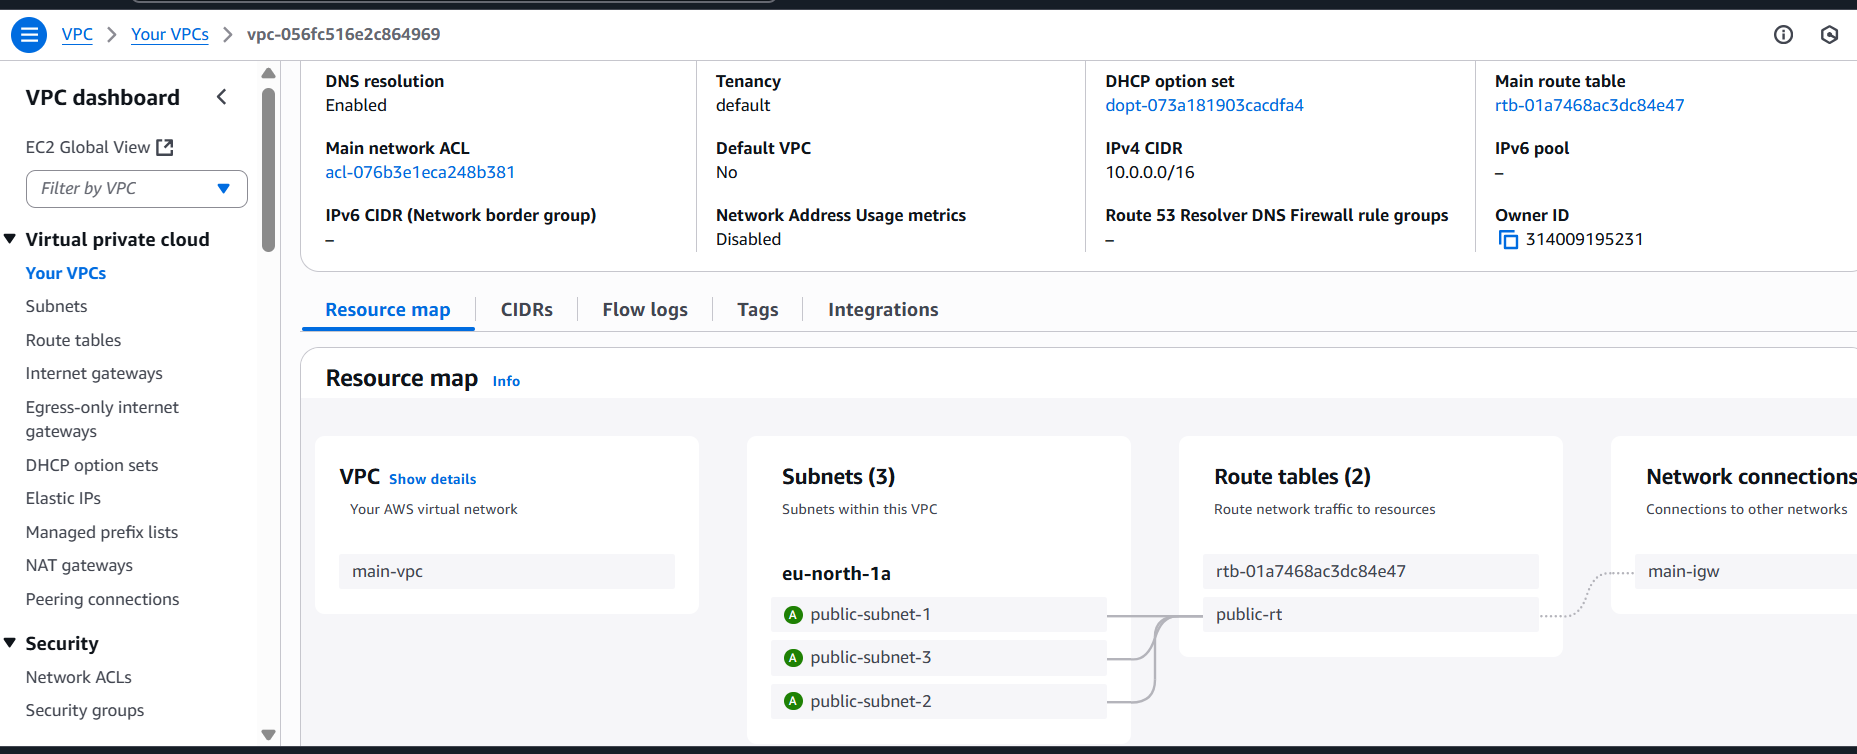 VPC > Your VPCs > vpc-056fc516e2c864969
VPC dashboard
EC2 Global View
Filter by VPC
Virtual private cloud
Your VPCs
Subnets
Route tables
Internet gateways
Egress-only internet
gateways
DHCP option sets
Elastic IPs
Managed prefix lists
NAT gateways
Peering connections
Security
Network ACLs
Security groups
DNS resolution
Enabled
Tenancy
default
DHCP option set
dopt-073a181903cacdfa4
Main route table
rtb-01a7468ac3dc84e47
Main network ACL
acl-076b3e1eca248b381
Default VPC
No
IPv4 CIDR
10.0.0.0/16
IPv6 pool
–
IPv6 CIDR (Network border group)
–
Network Address Usage metrics
Disabled
Route 53 Resolver DNS Firewall rule groups
–
Owner ID
314009195231
Resource map
CIDRs
Flow logs
Tags
Integrations
Resource map Info
VPC Show details
Your AWS virtual network
main-vpc
Subnets (3)
Subnets within this VPC
eu-north-1a
A public-subnet-1
A public-subnet-3
A public-subnet-2
Route tables (2)
Route network traffic to resources
rtb-01a7468ac3dc84e47
public-rt
Network connections
Connections to other networks
main-igw